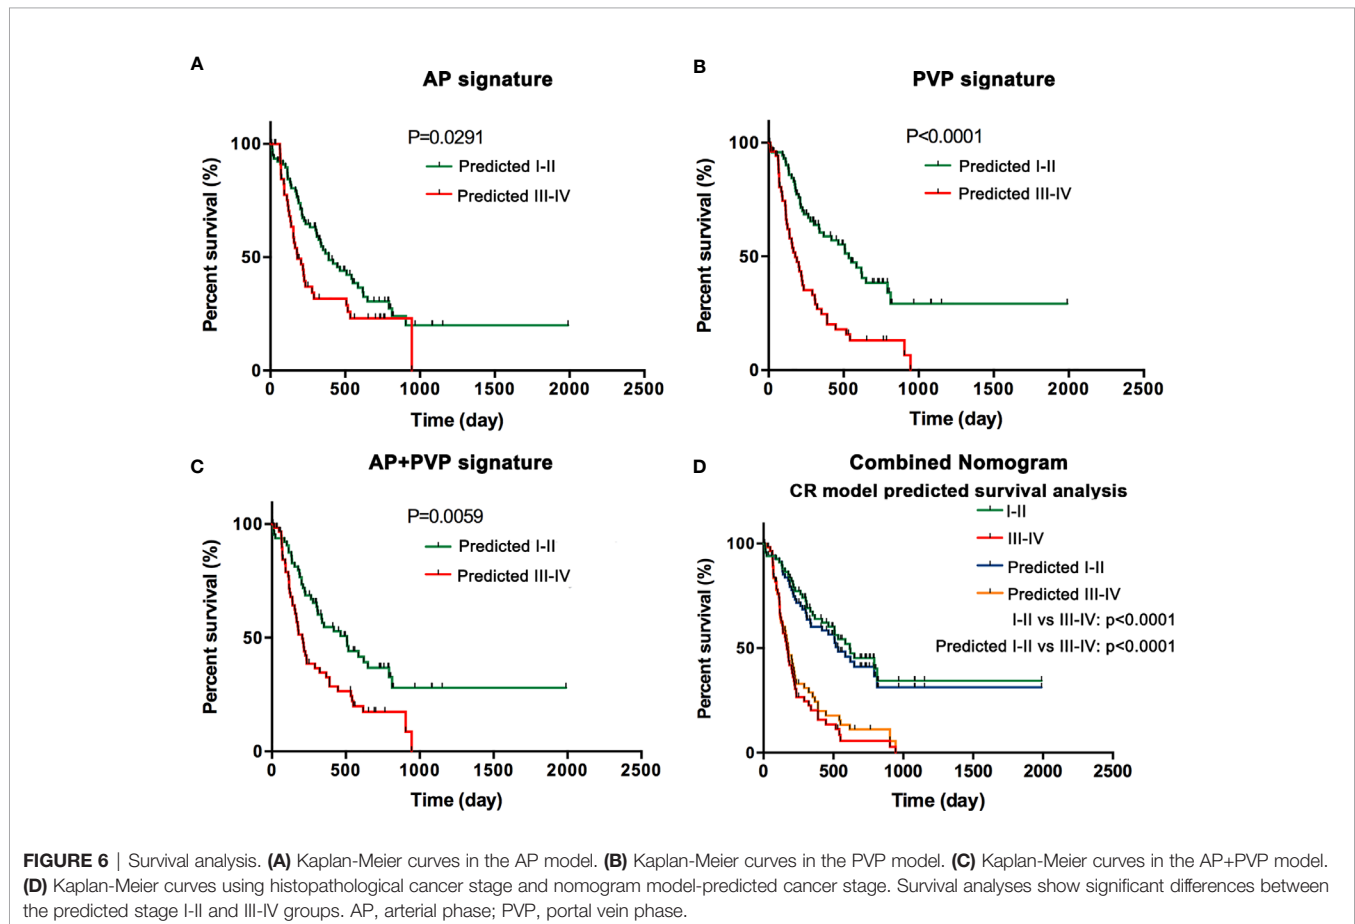 A
AP signature
P=0.0291
Predicted I-II
Predicted III-IV
Percent survival (%)
100
50
0
0 500 1000 1500 2000 2500
Time (day)
B
PVP signature
P<0.0001
Predicted I-II
Predicted III-IV
Percent survival (%)
100
50
0
0 500 1000 1500 2000 2500
Time (day)
C
AP+PVP signature
P=0.0059
Predicted I-II
Predicted III-IV
Percent survival (%)
100
50
0
0 500 1000 1500 2000 2500
Time (day)
D
Combined Nomogram
CR model predicted survival analysis
I-II
III-IV
Predicted I-II
Predicted III-IV
I-II vs III-IV: p<0.0001
Predicted I-II vs III-IV: p<0.0001
Percent survival (%)
100
50
0
0 500 1000 1500 2000 2500
Time (day)
FIGURE 6 | Survival analysis. (A) Kaplan-Meier curves in the AP model. (B) Kaplan-Meier curves in the PVP model. (C) Kaplan-Meier curves in the AP+PVP model.
(D) Kaplan-Meier curves using histopathological cancer stage and nomogram model-predicted cancer stage. Survival analyses show significant differences between
the predicted stage I-II and III-IV groups. AP, arterial phase; PVP, portal vein phase.